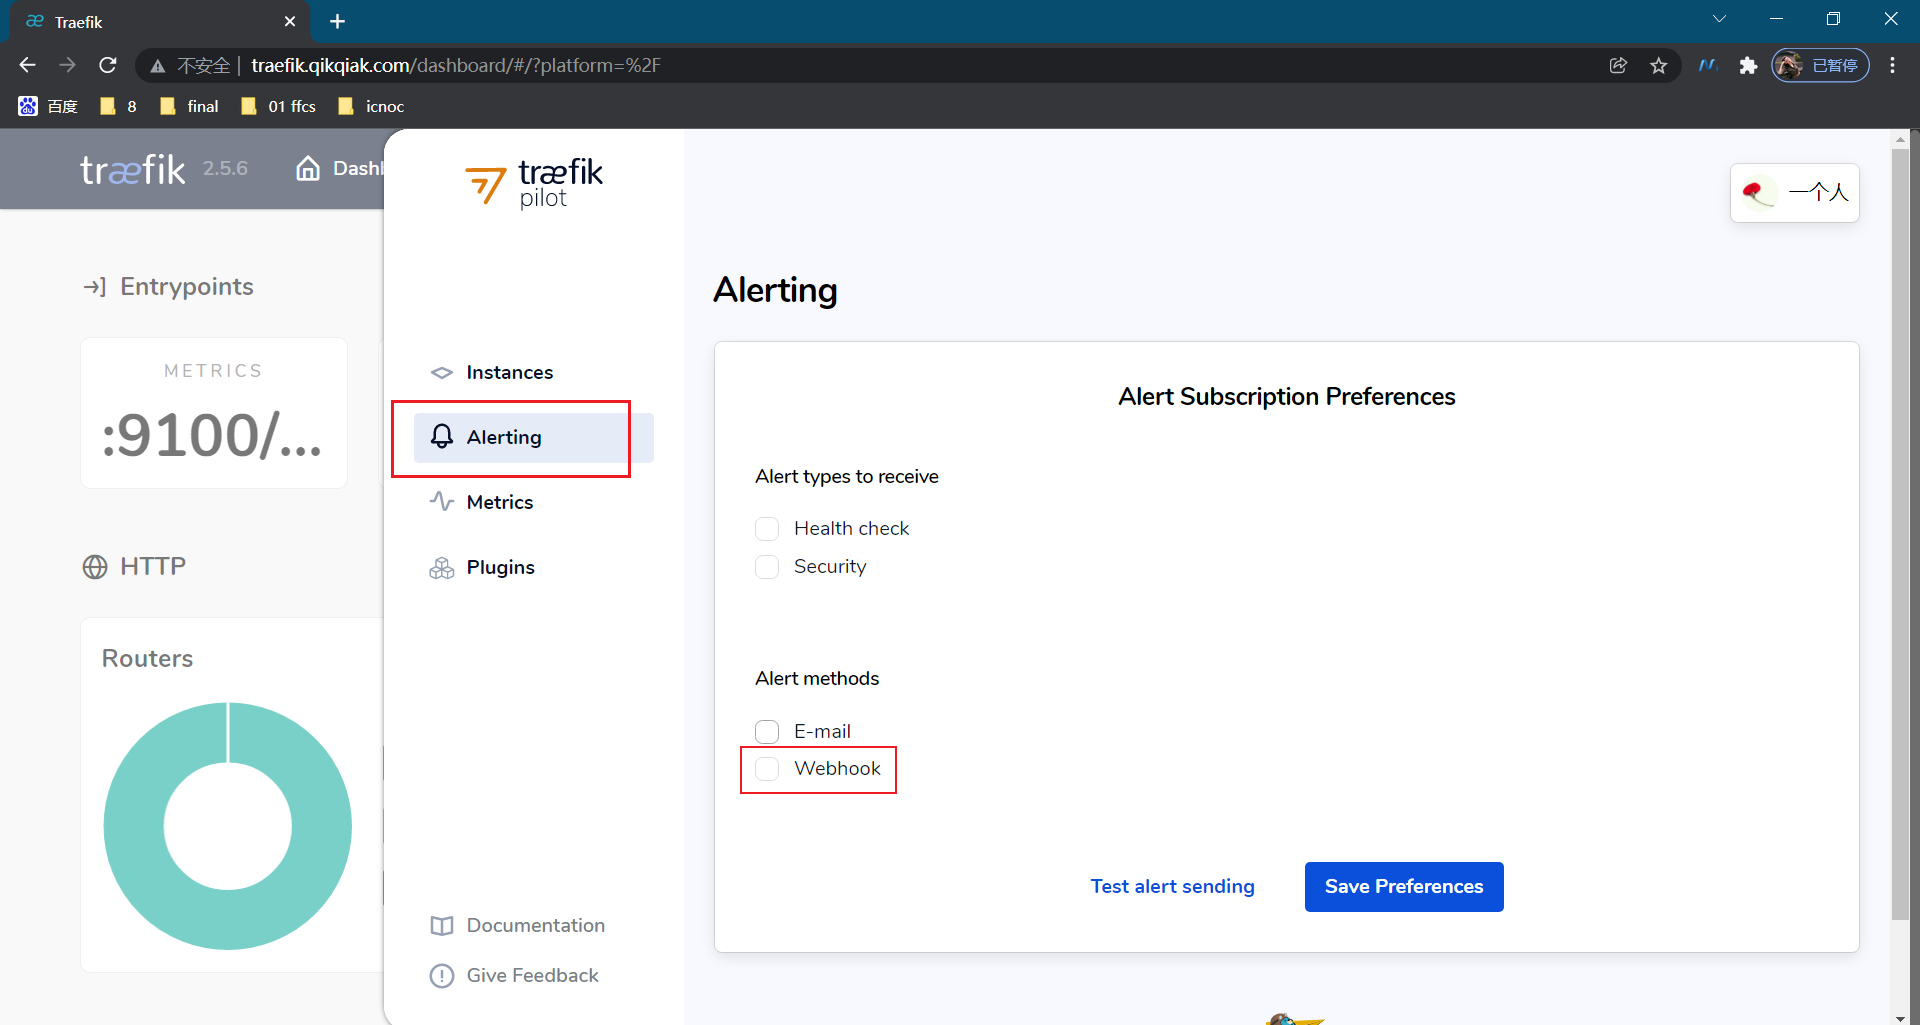 Traefik
不安全 | traefik.qikqiak.com/dashboard/#/?platform=%2F
已暂停
百度 8 final 01 ffcs icnoc
træfik 2.5.6 Dashb
træfik
pilot
一个人
Entrypoints
METRICS
:9100/...
HTTP
Routers
Instances
Alerting
Metrics
Plugins
Documentation
Give Feedback
Alerting
Alert Subscription Preferences
Alert types to receive
Health check
Security
Alert methods
E-mail
Webhook
Test alert sending
Save Preferences